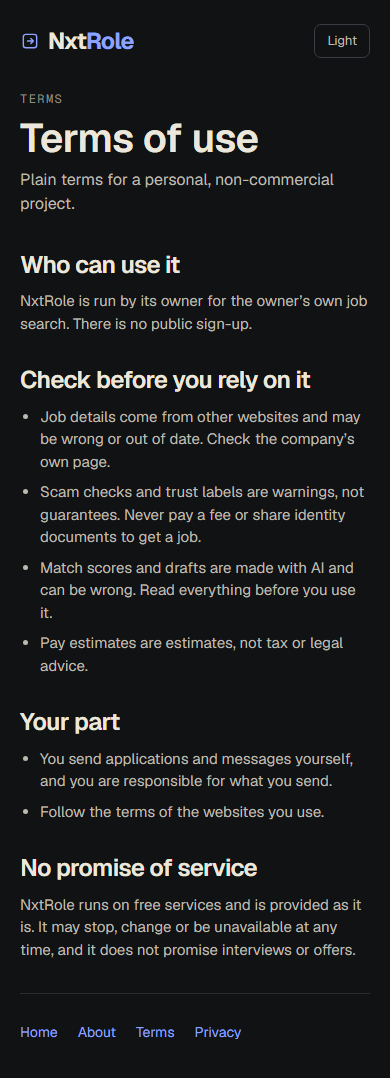 NxtRole
Light
TERMS
Terms of use
Plain terms for a personal, non-commercial
project.
Who can use it
NxtRole is run by its owner for the owner's own job
search. There is no public sign-up.
Check before you rely on it
• Job details come from other websites and may
be wrong or out of date. Check the company's
own page.
• Scam checks and trust labels are warnings, not
guarantees. Never pay a fee or share identity
documents to get a job.
• Match scores and drafts are made with AI and
can be wrong. Read everything before you use
it.
• Pay estimates are estimates, not tax or legal
advice.
Your part
• You send applications and messages yourself,
and you are responsible for what you send.
• Follow the terms of the websites you use.
No promise of service
NxtRole runs on free services and is provided as it
is. It may stop, change or be unavailable at any
time, and it does not promise interviews or offers.
Home About Terms Privacy